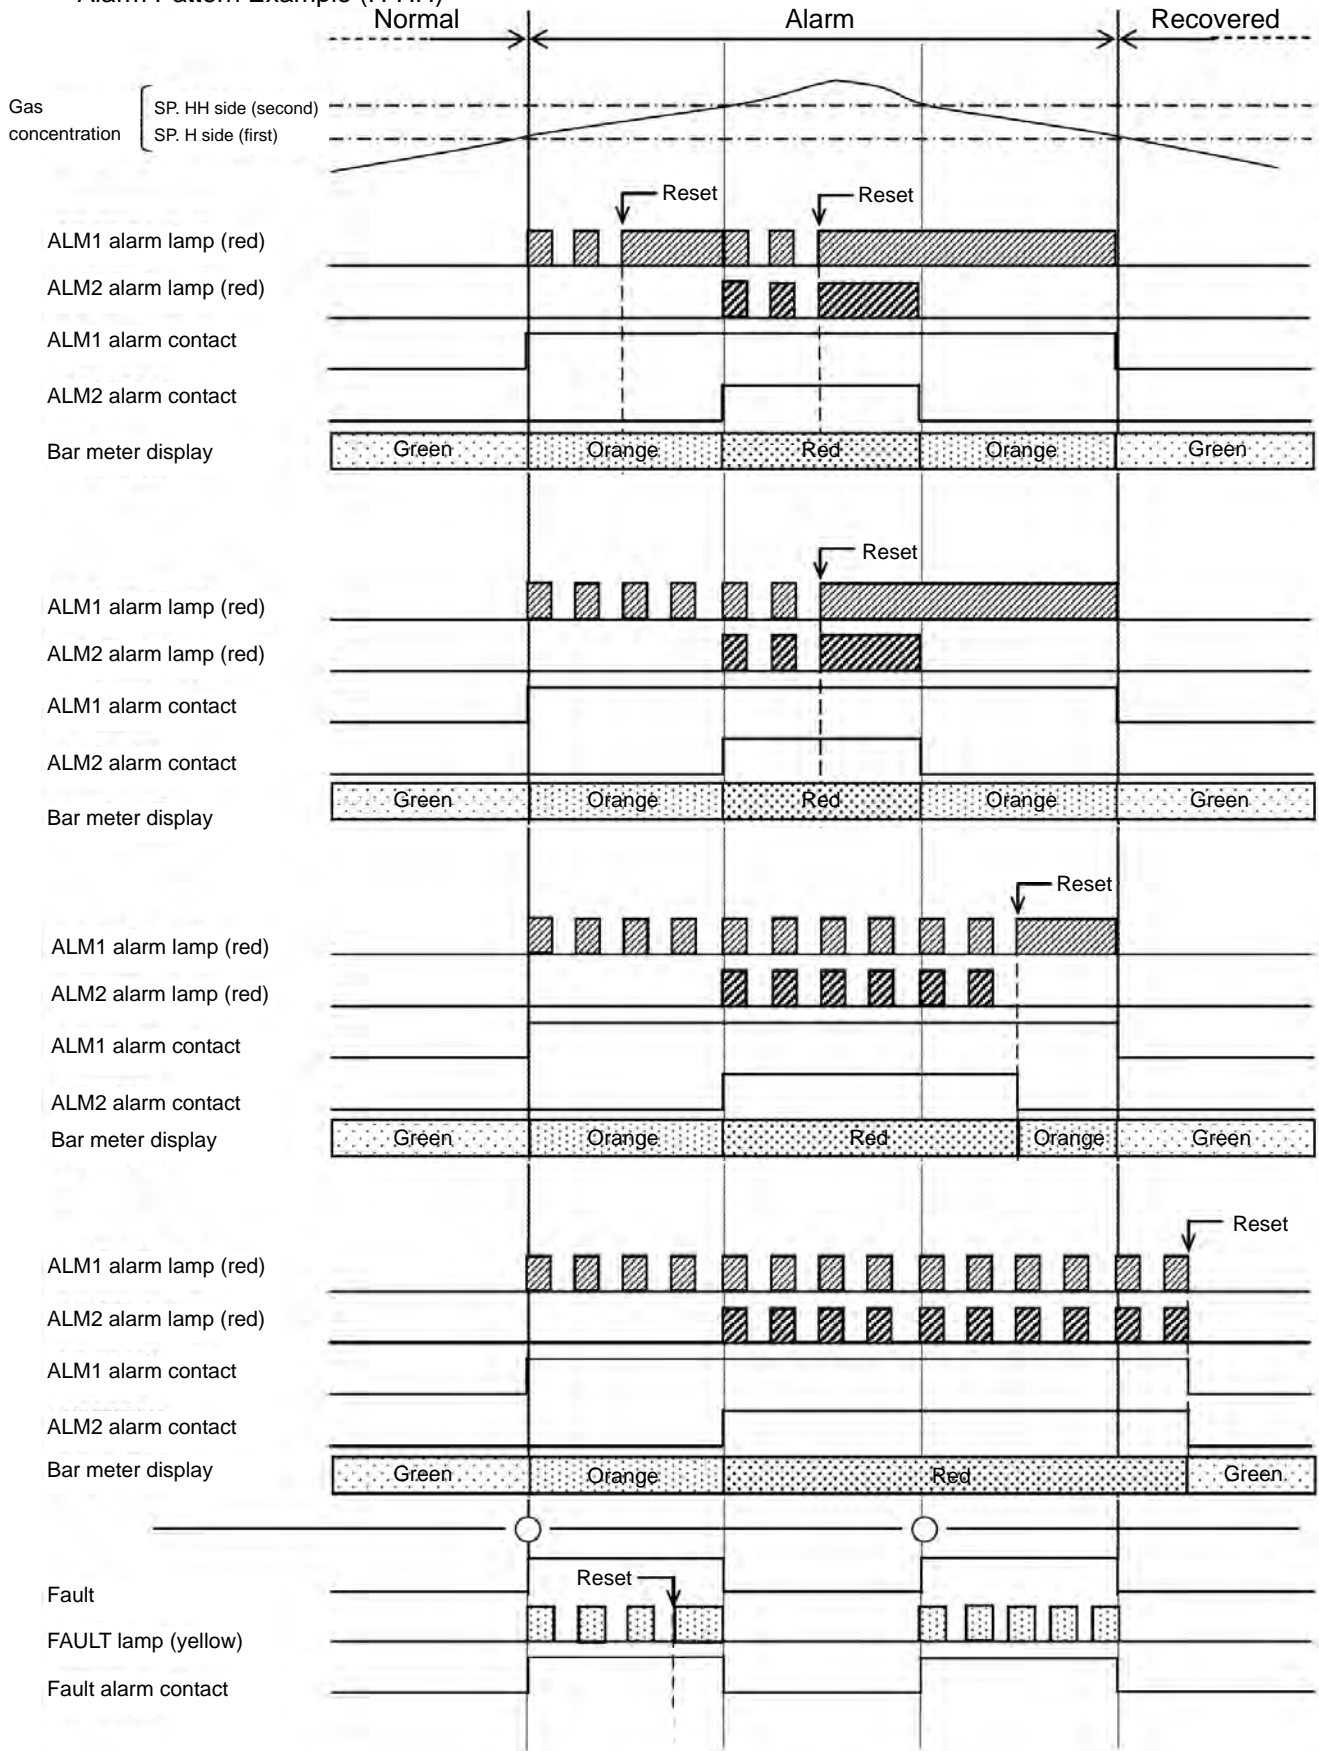 Alarm Pattern Example (H-HH)
Normal Alarm Recovered
Gas concentration
SP. HH side (second)
SP. H side (first)
Reset Reset
ALM1 alarm lamp (red)
ALM2 alarm lamp (red)
ALM1 alarm contact
ALM2 alarm contact
Bar meter display Green Orange Red Orange Green
Reset
ALM1 alarm lamp (red)
ALM2 alarm lamp (red)
ALM1 alarm contact
ALM2 alarm contact
Bar meter display Green Orange Red Orange Green
Reset
ALM1 alarm lamp (red)
ALM2 alarm lamp (red)
ALM1 alarm contact
ALM2 alarm contact
Bar meter display Green Orange Red Orange Green
Reset
ALM1 alarm lamp (red)
ALM2 alarm lamp (red)
ALM1 alarm contact
ALM2 alarm contact
Bar meter display Green Orange Red Green
Reset
Fault
FAULT lamp (yellow)
Fault alarm contact